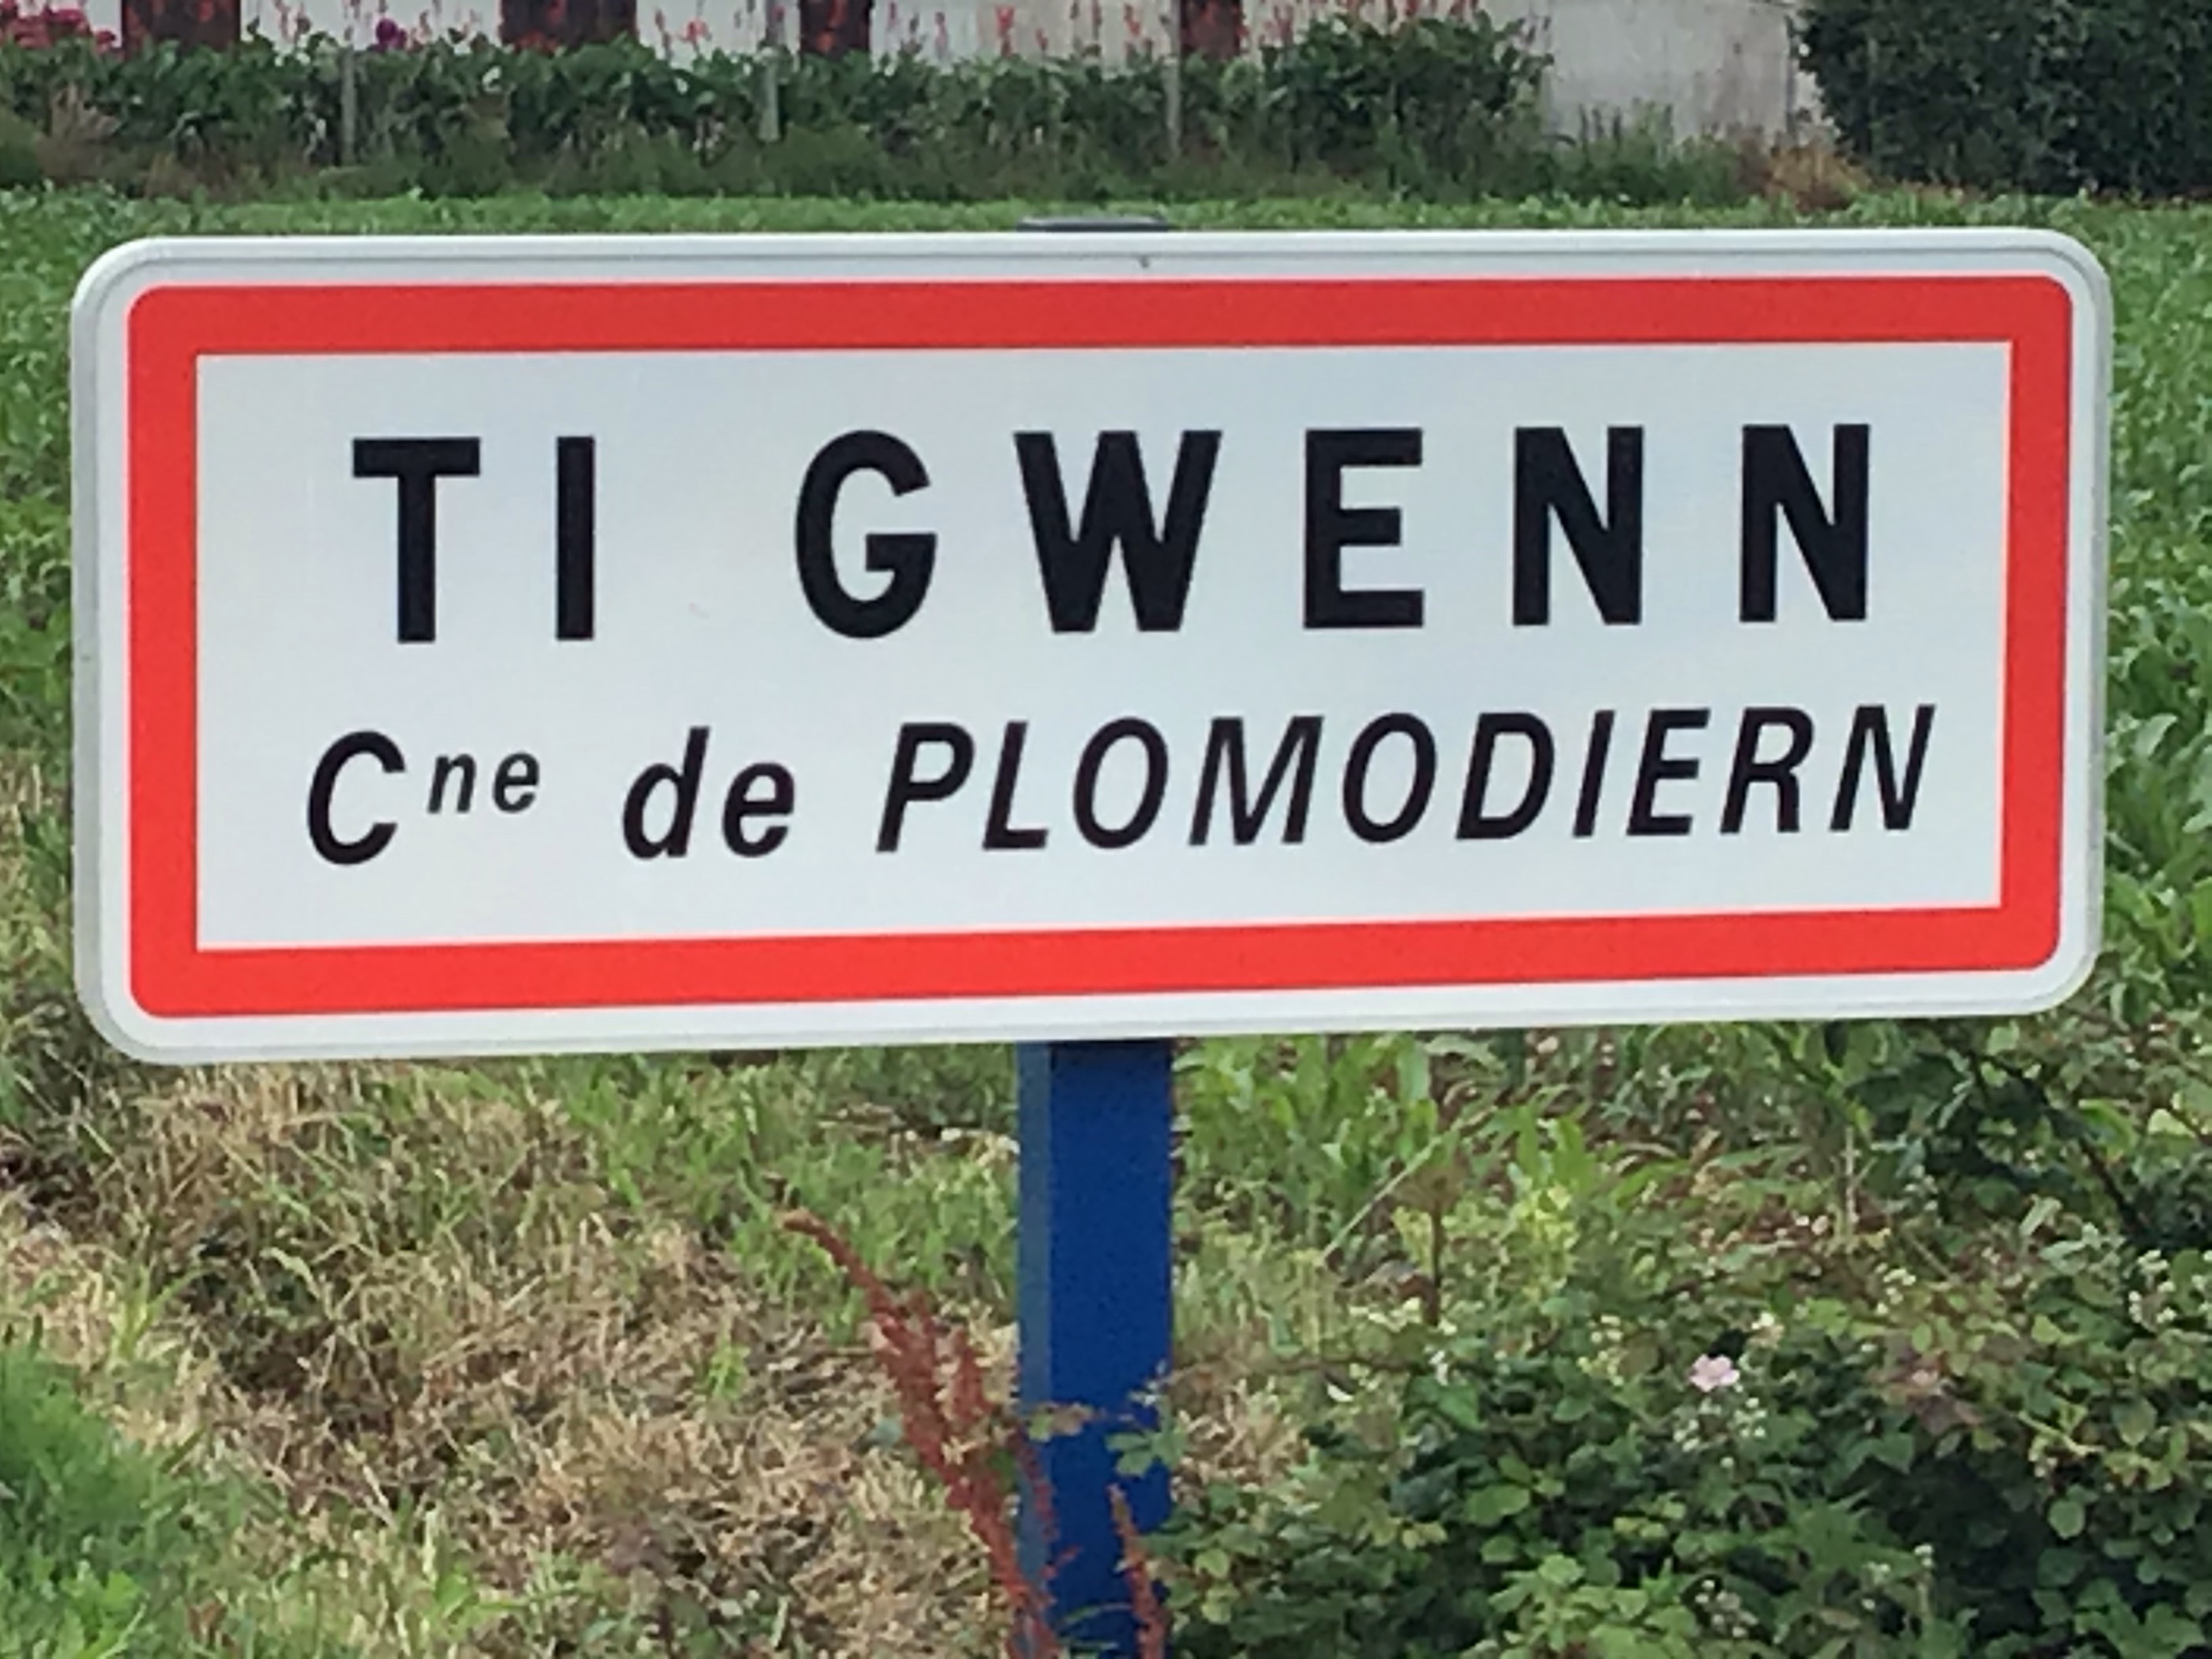 TI GWENN
Cne de PLOMODIERN